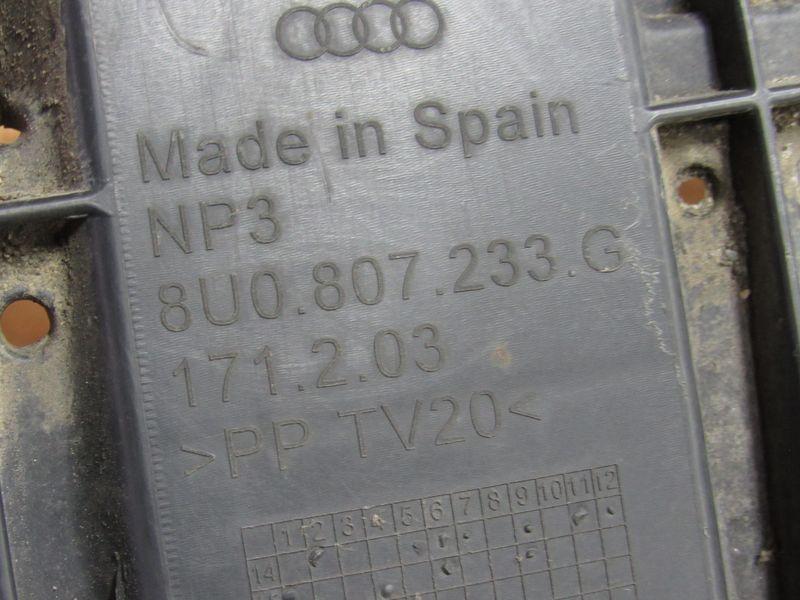 Made in Spain
NP3
8U0.807.233.G
171.2.03
>PP TV20<
1 2 3 4 5 6 7 8 9 10 11 12
14